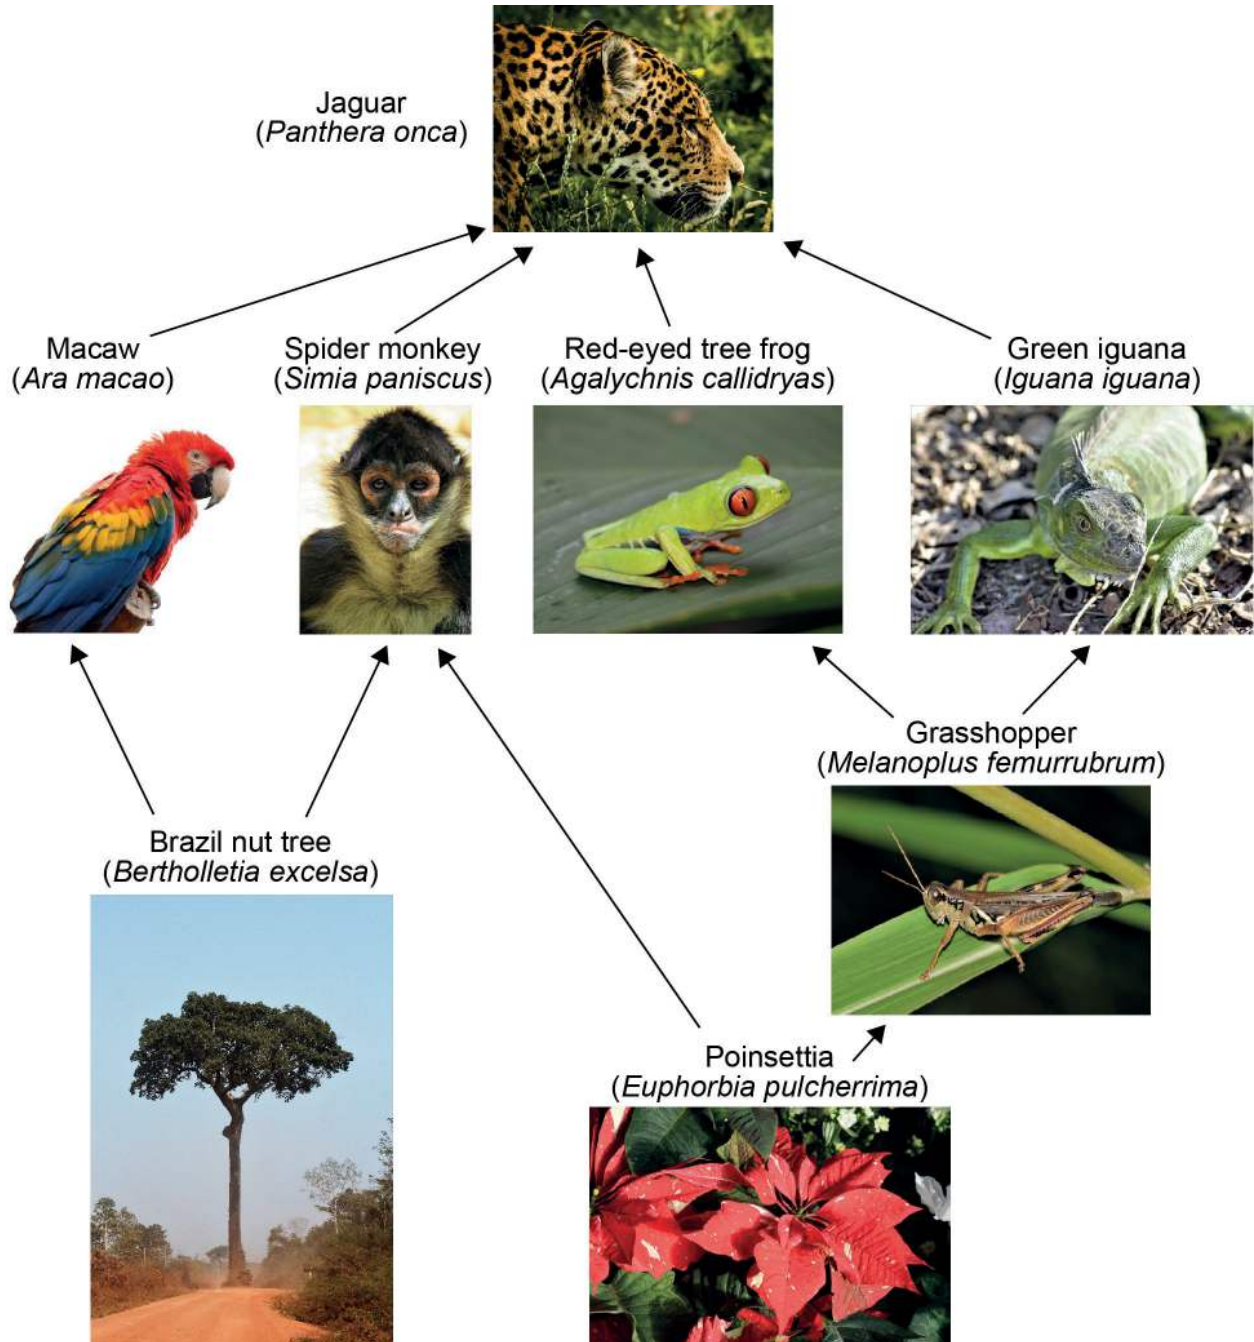 Jaguar
(Panthera onca)
Macaw
(Ara macao)
Spider monkey
(Simia paniscus)
Red-eyed tree frog
(Agalychnis callidryas)
Green iguana
(Iguana iguana)
Grasshopper
(Melanoplus femurrubrum)
Brazil nut tree
(Bertholletia excelsa)
Poinsettia
(Euphorbia pulcherrima)